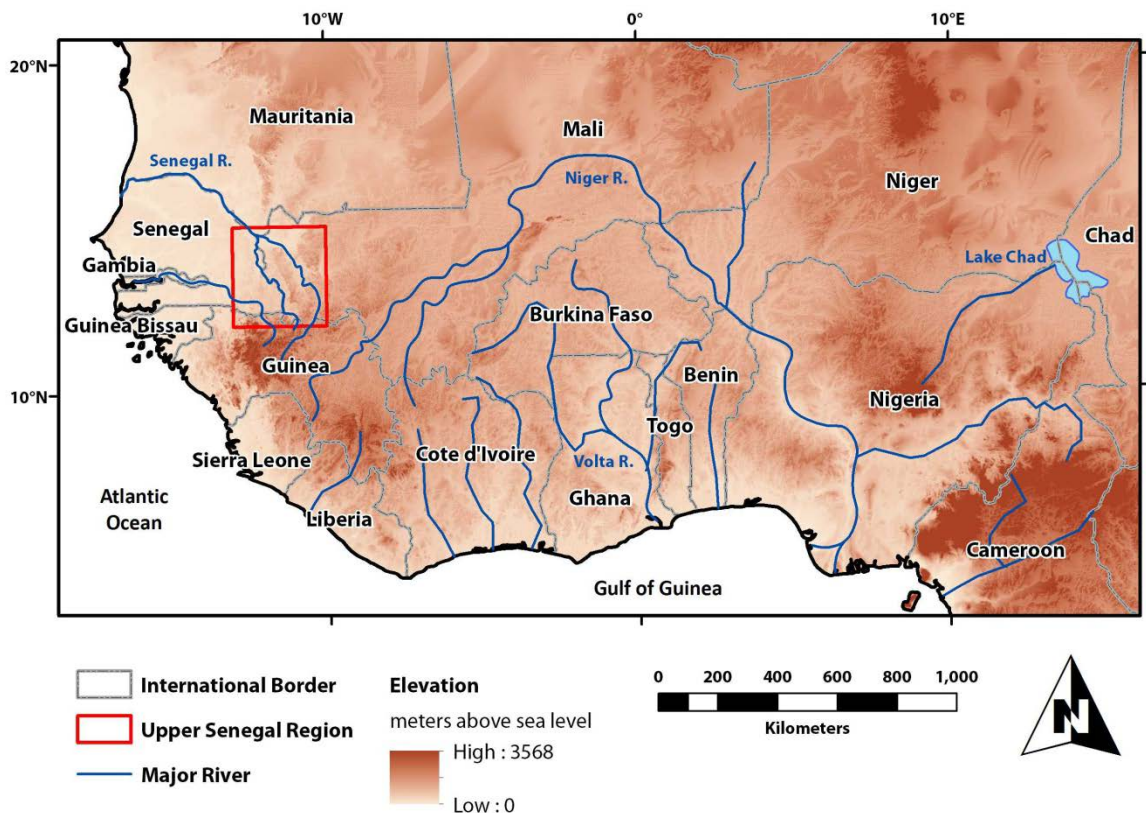 10°W 0° 10°E
20°N
Mauritania
Mali
Senegal R.
Niger R.
Niger
Senegal
Chad
Lake Chad
Gambia
Guinea Bissau
Burkina Faso
Guinea
Benin
10°N
Nigeria
Togo
Cote d'Ivoire
Sierra Leone
Volta R.
Atlantic
Ocean
Ghana
Liberia
Cameroon
Gulf of Guinea
International Border
Upper Senegal Region
Major River
Elevation
meters above sea level
High : 3568
Low : 0
0 200 400 600 800 1,000
Kilometers
N